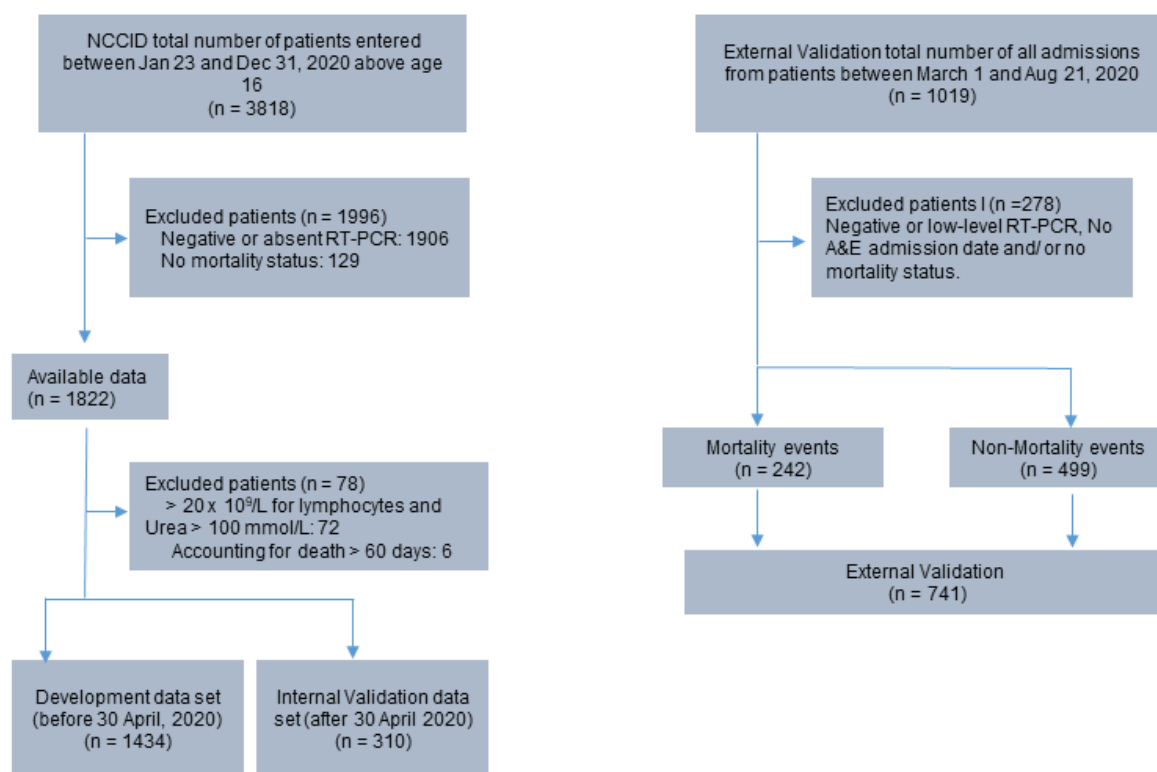 NCCID total number of patients entered
between Jan 23 and Dec 31, 2020 above age
16
(n = 3818)
Excluded patients (n = 1996)
Negative or absent RT-PCR: 1906
No mortality status: 129
Available data
(n = 1822)
Excluded patients (n = 78)
> 20 x 10⁹/L for lymphocytes and
Urea > 100 mmol/L: 72
Accounting for death > 60 days: 6
Development data set
(before 30 April, 2020)
(n = 1434)
Internal Validation data
set (after 30 April 2020)
(n = 310)
External Validation total number of all admissions
from patients between March 1 and Aug 21, 2020
(n = 1019)
Excluded patients I (n =278)
Negative or low-level RT-PCR, No
A&E admission date and/ or no
mortality status.
Mortality events
(n = 242)
Non-Mortality events
(n = 499)
External Validation
(n = 741)